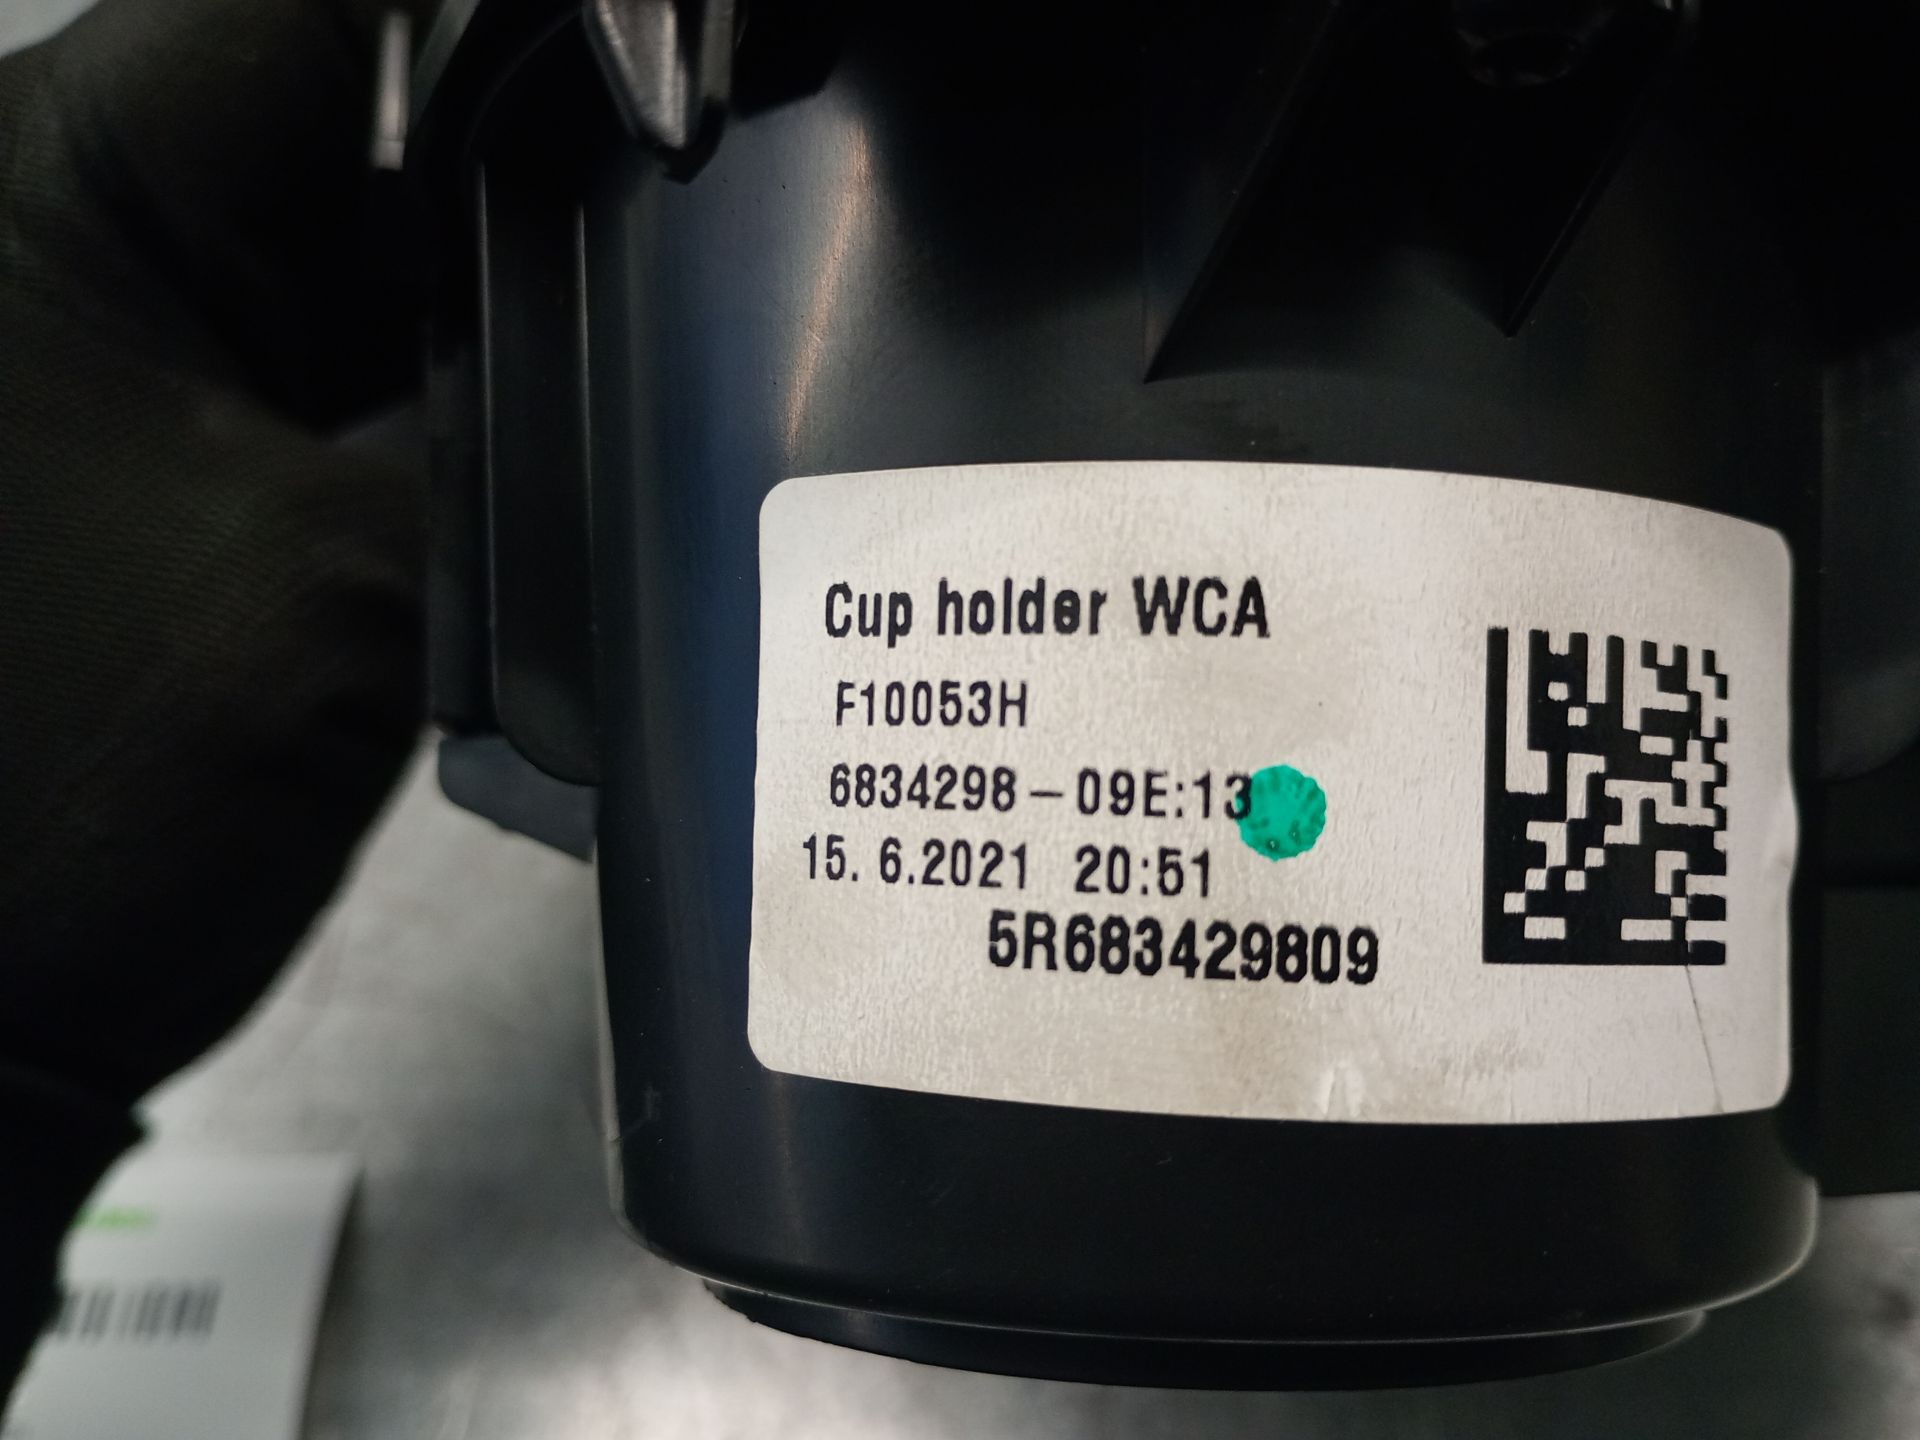 Cup holder WCA
F10053H
6834298-09E:13
15. 6.2021 20:51
5R683429809